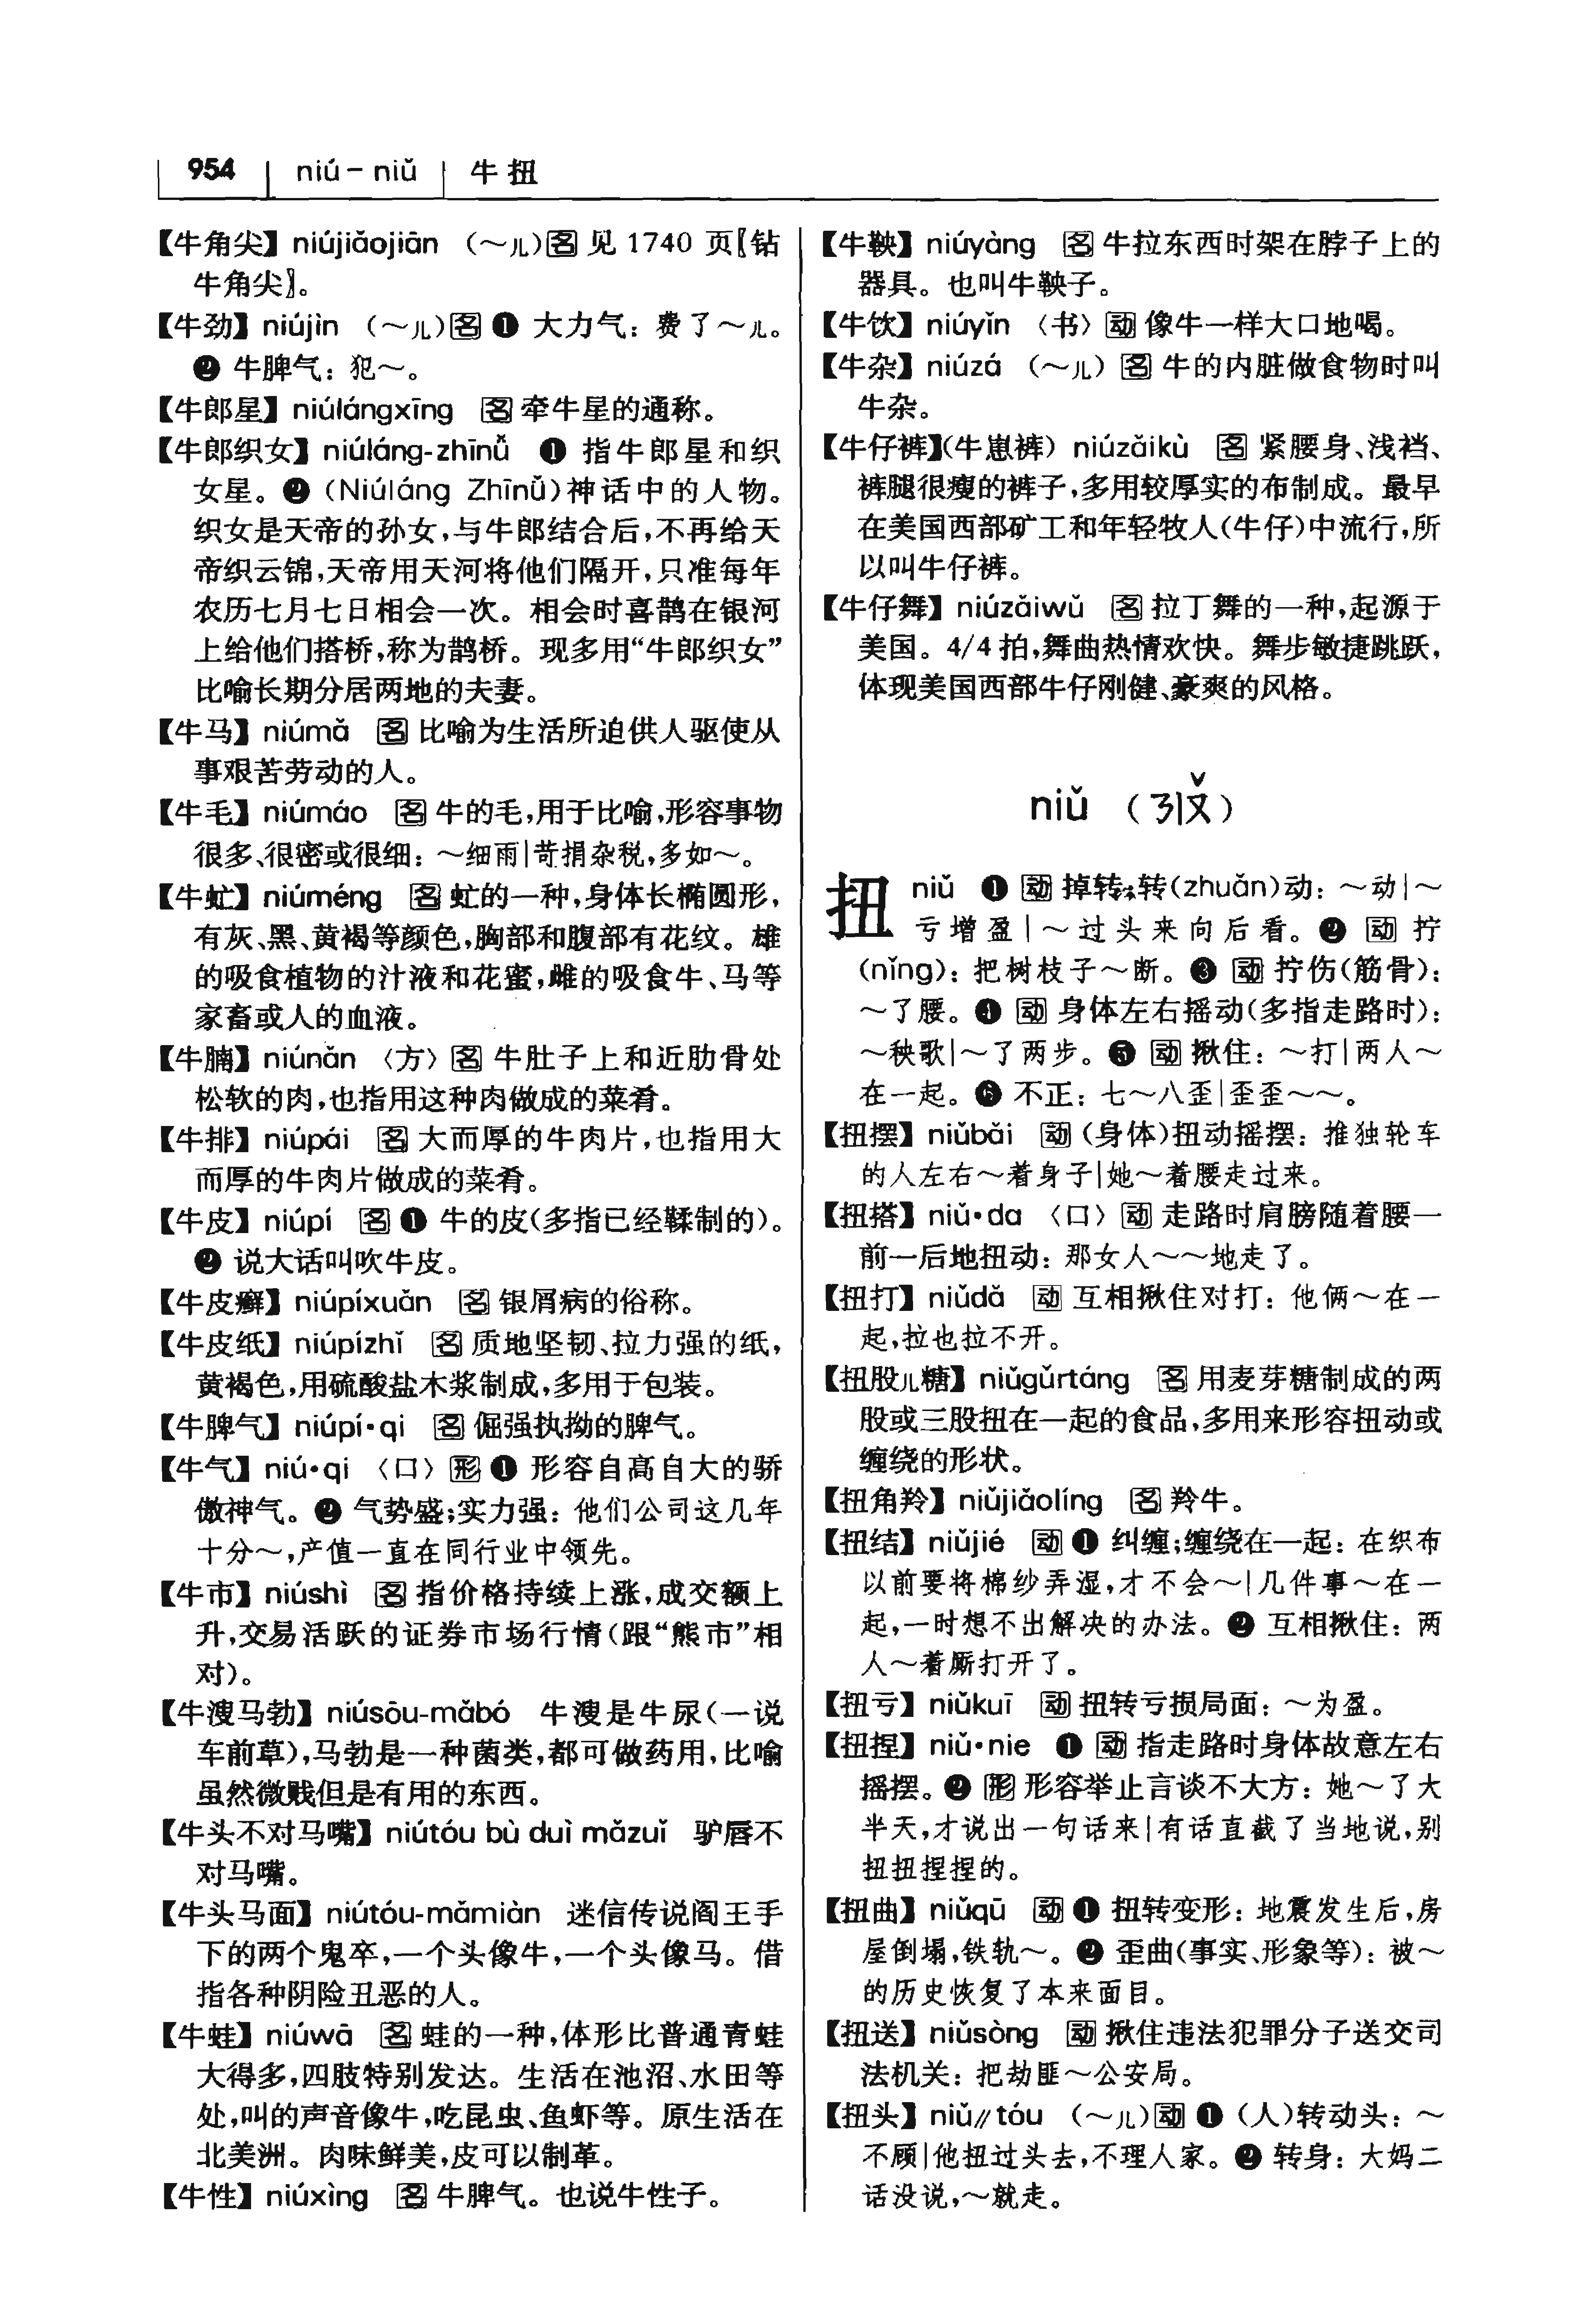 954 niú－niǔ 牛扭
【牛角尖】 niújiǎojiān （～儿）名 见 1740 页〖钻
牛角尖〗。
【牛劲】 niújìn （～儿）名 ❶ 大力气：费了～儿。
❷ 牛脾气：犯～。
【牛郎星】 niúlángxīng 名 牵牛星的通称。
【牛郎织女】 niúláng-zhīnǚ ❶ 指牛郎星和织
女星。❷（Niúláng Zhīnǚ）神话中的人物。
织女是天帝的孙女，与牛郎结合后，不再给天
帝织云锦，天帝用天河将他们隔开，只准每年
农历七月七日相会一次。相会时喜鹊在银河
上给他们搭桥，称为鹊桥。现多用“牛郎织女”
比喻长期分居两地的夫妻。
【牛马】 niúmǎ 名 比喻为生活所迫供人驱使从
事艰苦劳动的人。
【牛毛】 niúmáo 名 牛的毛，用于比喻，形容事物
很多、很密或很细：～细雨|苛捐杂税，多如～。
【牛虻】 niúméng 名 虻的一种，身体长椭圆形，
有灰、黑、黄褐等颜色，胸部和腹部有花纹。雄
的吸食植物的汁液和花蜜，雌的吸食牛、马等
家畜或人的血液。
【牛腩】 niúnǎn 〈方〉名 牛肚子上和近肋骨处
松软的肉，也指用这种肉做成的菜肴。
【牛排】 niúpái 名 大而厚的牛肉片，也指用大
而厚的牛肉片做成的菜肴。
【牛皮】 niúpí 名 ❶ 牛的皮（多指已经鞣制的）。
❷ 说大话叫吹牛皮。
【牛皮癣】 niúpíxuǎn 名 银屑病的俗称。
【牛皮纸】 niúpízhǐ 名 质地坚韧、拉力强的纸，
黄褐色，用硫酸盐木浆制成，多用于包装。
【牛脾气】 niúpí·qi 名 倔强执拗的脾气。
【牛气】 niú·qi 〈口〉形 ❶ 形容自高自大的骄
傲神气。❷ 气势盛；实力强：他们公司这几年
十分～，产值一直在同行业中领先。
【牛市】 niúshì 名 指价格持续上涨，成交额上
升，交易活跃的证券市场行情（跟“熊市”相
对）。
【牛溲马勃】 niúsōu-mǎbó 牛溲是牛尿（一说
车前草），马勃是一种菌类，都可做药用，比喻
虽然微贱但是有用的东西。
【牛头不对马嘴】 niútóu bù duì mǎzuǐ 驴唇不
对马嘴。
【牛头马面】 niútóu-mǎmiàn 迷信传说阎王手
下的两个鬼卒，一个头像牛，一个头像马。借
指各种阴险丑恶的人。
【牛蛙】 niúwā 名 蛙的一种，体形比普通青蛙
大得多，四肢特别发达。生活在池沼、水田等
处，叫的声音像牛，吃昆虫、鱼虾等。原生活在
北美洲。肉味鲜美，皮可以制革。
【牛性】 niúxìng 名 牛脾气。也说牛性子。
【牛鞅】 niúyàng 名 牛拉东西时架在脖子上的
器具。也叫牛鞅子。
【牛饮】 niúyǐn 〈书〉动 像牛一样大口地喝。
【牛杂】 niúzá （～儿）名 牛的内脏做食物时叫
牛杂。
【牛仔裤】（牛崽裤） niúzǎikù 名 紧腰身、浅裆、
裤腿很瘦的裤子，多用较厚实的布制成。最早
在美国西部矿工和年轻牧人（牛仔）中流行，所
以叫牛仔裤。
【牛仔舞】 niúzǎiwǔ 名 拉丁舞的一种，起源于
美国。4/4 拍，舞曲热情欢快。舞步敏捷跳跃，
体现美国西部牛仔刚健、豪爽的风格。
niǔ （ㄋㄧㄡˇ）
扭 niǔ ❶ 动 掉转；转（zhuǎn）动：～动|～
亏增盈|～过头来向后看。❷ 动 拧
（nǐng）：把树枝子～断。❸ 动 拧伤（筋骨）：
～了腰。❹ 动 身体左右摇动（多指走路时）：
～秧歌|～了两步。❺ 动 揪住：～打|两人～
在一起。❻ 不正：七～八歪|歪歪～～。
【扭摆】 niǔbǎi 动（身体）扭动摇摆：推独轮车
的人左右～着身子|她～着腰走过来。
【扭搭】 niǔ·da 〈口〉动 走路时肩膀随着腰一
前一后地扭动：那女人～～地走了。
【扭打】 niǔdǎ 动 互相揪住对打：他俩～在一
起，拉也拉不开。
【扭股儿糖】 niǔgǔrtáng 名 用麦芽糖制成的两
股或三股扭在一起的食品，多用来形容扭动或
缠绕的形状。
【扭角羚】 niǔjiǎolíng 名 羚牛。
【扭结】 niǔjié 动 ❶ 纠缠；缠绕在一起：在织布
以前要将棉纱弄湿，才不会～|几件事～在一
起，一时想不出解决的办法。❷ 互相揪住：两
人～着厮打开了。
【扭亏】 niǔkuī 动 扭转亏损局面：～为盈。
【扭捏】 niǔ·nie ❶ 动 指走路时身体故意左右
摇摆。❷ 形 形容举止言谈不大方：她～了大
半天，才说出一句话来|有话直截了当地说，别
扭扭捏捏的。
【扭曲】 niǔqū 动 ❶ 扭转变形：地震发生后，房
屋倒塌，铁轨～。❷ 歪曲（事实、形象等）：被～
的历史恢复了本来面目。
【扭送】 niǔsòng 动 揪住违法犯罪分子送交司
法机关：把劫匪～公安局。
【扭头】 niǔ//tóu （～儿）动 ❶（人）转动头：～
不顾|他扭过头去，不理人家。❷ 转身：大妈二
话没说，～就走。